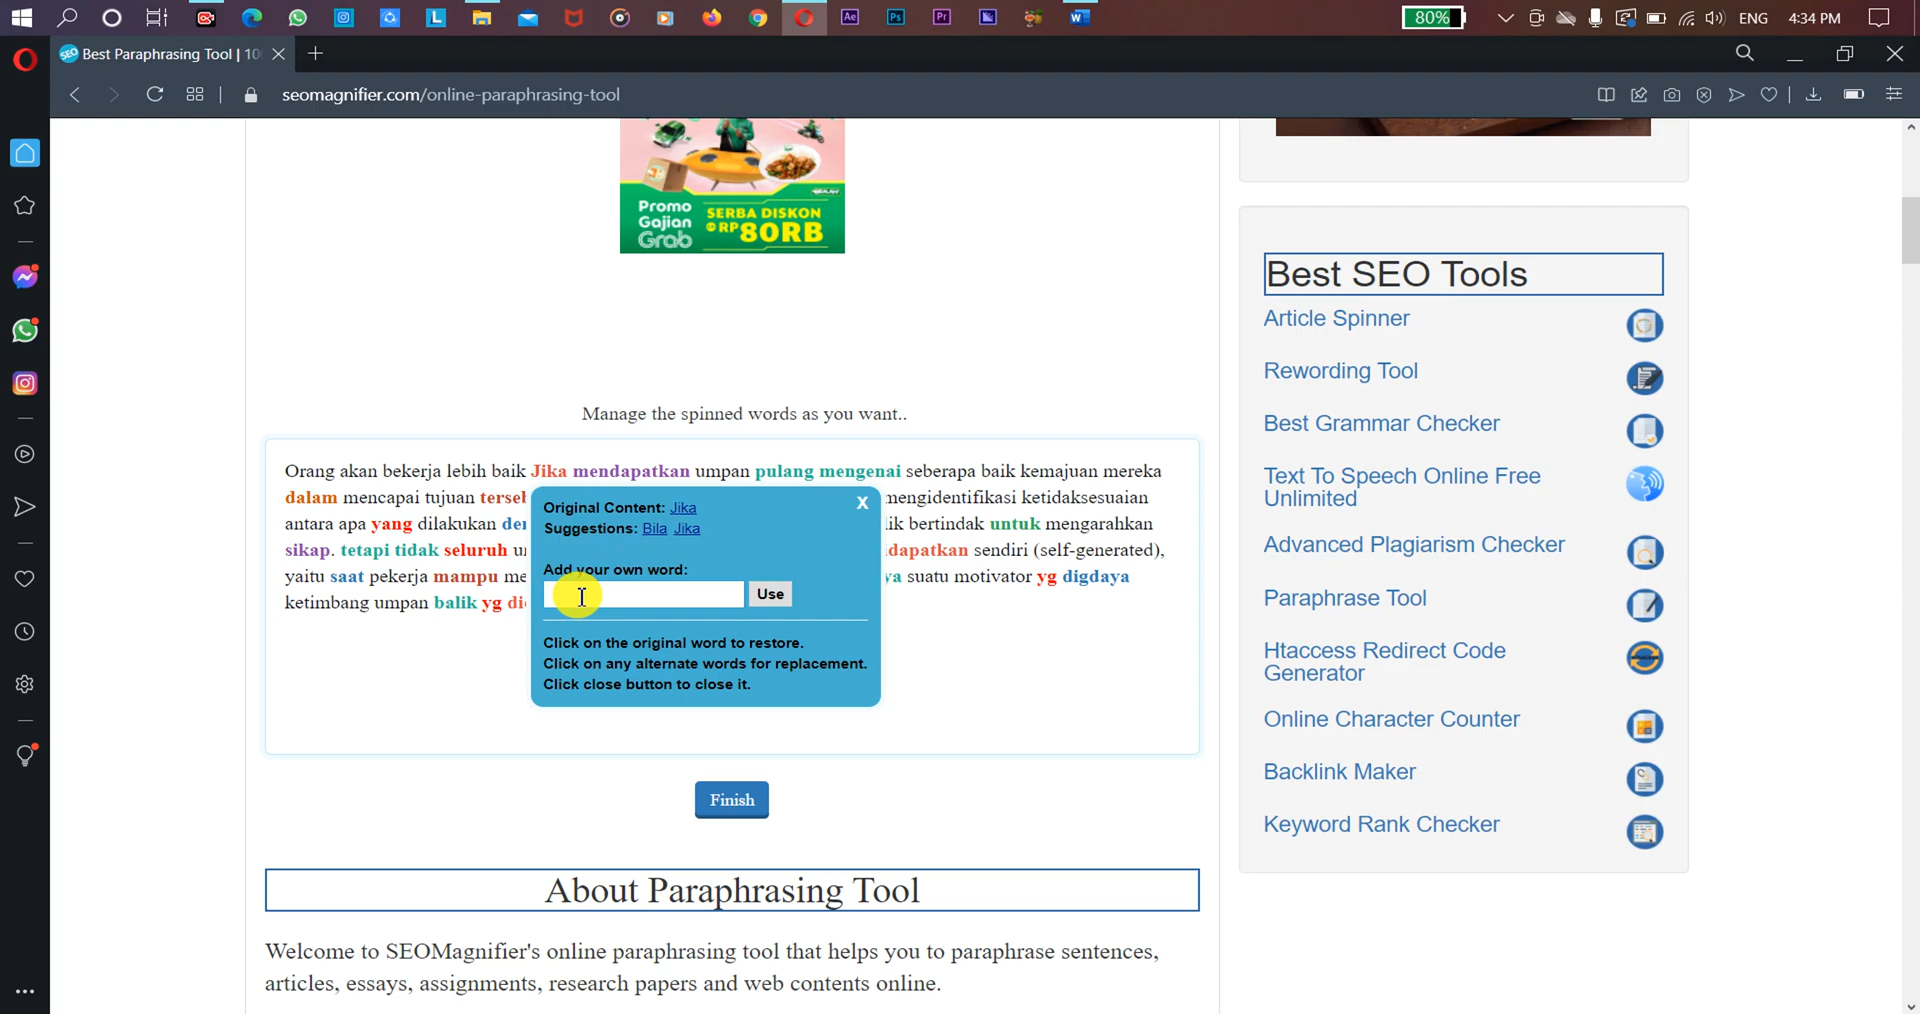 80%
ENG
4:34 PM
Best Paraphrasing Tool | 10
seomagnifier.com/online-paraphrasing-tool
Promo
Gajian
Grab
SERBA DISKON
RP80RB
Manage the spinned words as you want..
Orang akan bekerja lebih baik Jika mendapatkan umpan pulang mengenai seberapa baik kemajuan mereka
dalam mencapai tujuan terseb mengidentifikasi ketidaksesuaian
antara apa yang dilakukan den lik bertindak untuk mengarahkan
sikap. tetapi tidak seluruh un dapatkan sendiri (self-generated),
yaitu saat pekerja mampu me ya suatu motivator yg digdaya
ketimbang umpan balik yg di
Original Content: Jika
X
Suggestions: Bila Jika
Add your own word:
Use
Click on the original word to restore.
Click on any alternate words for replacement.
Click close button to close it.
Finish
About Paraphrasing Tool
Welcome to SEOMagnifier's online paraphrasing tool that helps you to paraphrase sentences,
articles, essays, assignments, research papers and web contents online.
Best SEO Tools
Article Spinner
Rewording Tool
Best Grammar Checker
Text To Speech Online Free
Unlimited
Advanced Plagiarism Checker
Paraphrase Tool
Htaccess Redirect Code
Generator
Online Character Counter
Backlink Maker
Keyword Rank Checker